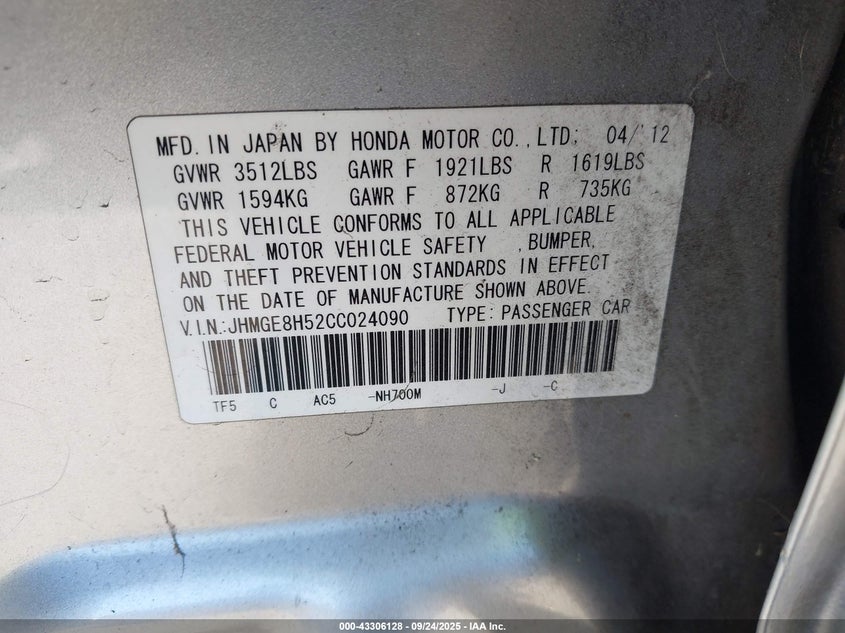 MFD. IN JAPAN BY HONDA MOTOR CO., LTD. 04/'12
GVWR 3512LBS GAWR F 1921LBS R 1619LBS
GVWR 1594KG GAWR F 872KG R 735KG
THIS VEHICLE CONFORMS TO ALL APPLICABLE
FEDERAL MOTOR VEHICLE SAFETY , BUMPER,
AND THEFT PREVENTION STANDARDS IN EFFECT
ON THE DATE OF MANUFACTURE SHOWN ABOVE.
V.I.N.:JHMGE8H52CC024090 TYPE: PASSENGER CAR
TF5 C AC5 -NH700M -J -C
000-43306128 - 09/24/2025 - IAA Inc.